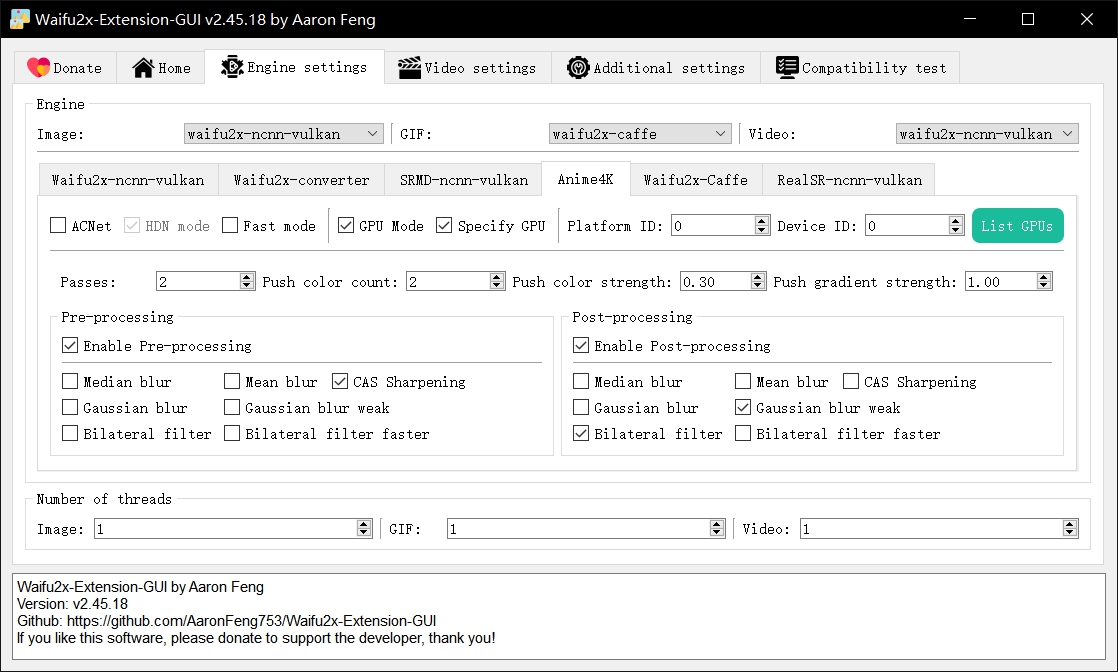 Waifu2x-Extension-GUI v2.45.18 by Aaron Feng
Donate Home Engine settings Video settings Additional settings Compatibility test
Engine
Image: waifu2x-ncnn-vulkan GIF: waifu2x-caffe Video: waifu2x-ncnn-vulkan
Waifu2x-ncnn-vulkan Waifu2x-converter SRMD-ncnn-vulkan Anime4K Waifu2x-Caffe RealSR-ncnn-vulkan
ACNet HDN mode Fast mode GPU Mode Specify GPU Platform ID: 0 Device ID: 0 List GPUs
Passes: 2 Push color count: 2 Push color strength: 0.30 Push gradient strength: 1.00
Pre-processing
Enable Pre-processing
Median blur Mean blur CAS Sharpening
Gaussian blur Gaussian blur weak
Bilateral filter Bilateral filter faster
Post-processing
Enable Post-processing
Median blur Mean blur CAS Sharpening
Gaussian blur Gaussian blur weak
Bilateral filter Bilateral filter faster
Number of threads
Image: 1 GIF: 1 Video: 1
Waifu2x-Extension-GUI by Aaron Feng
Version: v2.45.18
Github: https://github.com/AaronFeng753/Waifu2x-Extension-GUI
If you like this software, please donate to support the developer, thank you!